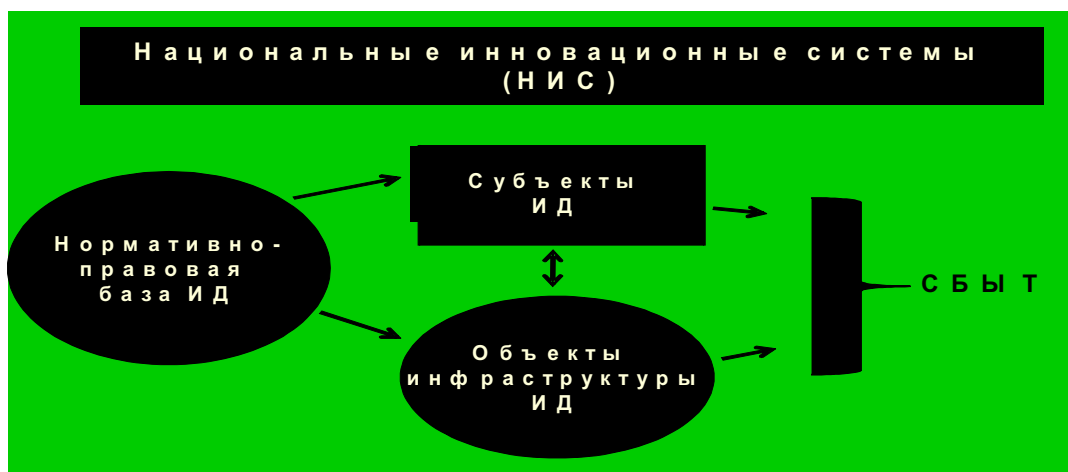 Национальные инновационные системы
(НИС)
Субъекты
ИД
Нормативно-
правовая
база ИД
СБЫТ
Объекты
инфраструктуры
ИД